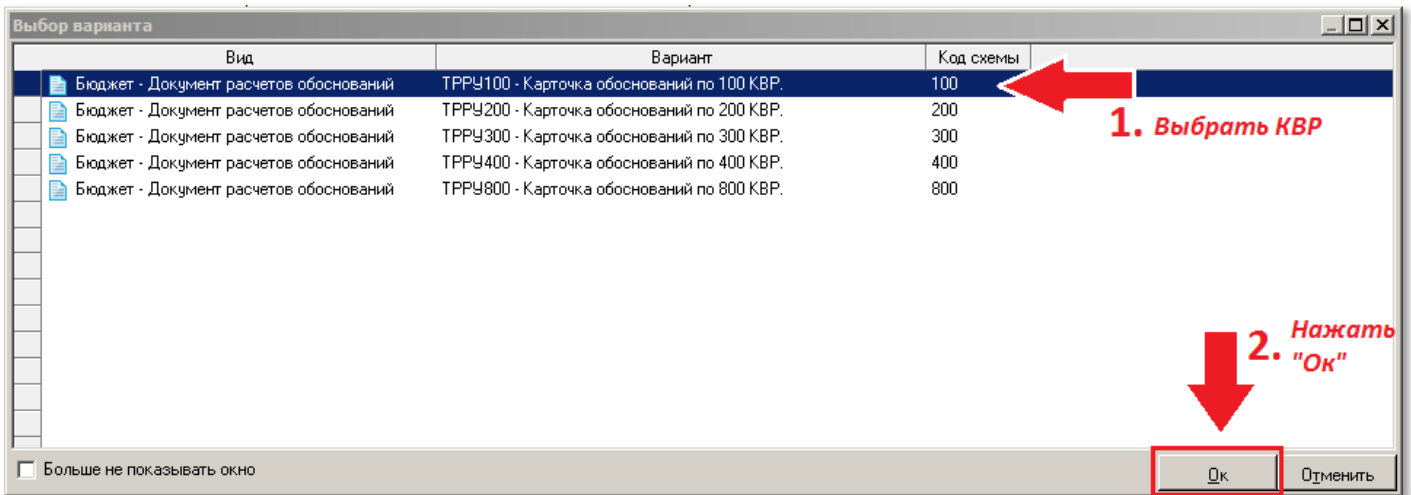 Выбор варианта
Вид Вариант Код схемы
Бюджет - Документ расчетов обоснований ТРРУ100 - Карточка обоснований по 100 КВР. 100
Бюджет - Документ расчетов обоснований ТРРУ200 - Карточка обоснований по 200 КВР. 200
Бюджет - Документ расчетов обоснований ТРРУ300 - Карточка обоснований по 300 КВР. 300
Бюджет - Документ расчетов обоснований ТРРУ400 - Карточка обоснований по 400 КВР. 400
Бюджет - Документ расчетов обоснований ТРРУ800 - Карточка обоснований по 800 КВР. 800
1. Выбрать КВР
2. Нажать
"Ок"
Больше не показывать окно
Ок Отменить